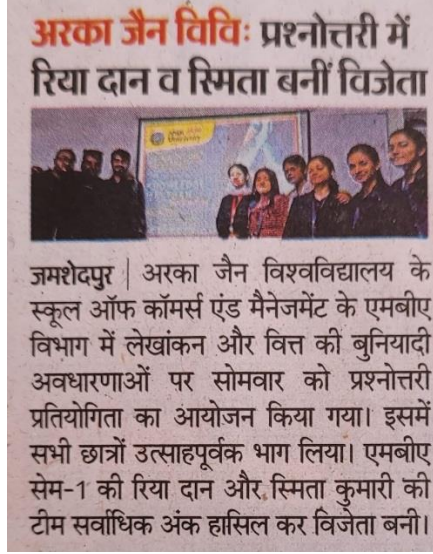 अरका जैन विवि: प्रश्नोत्तरी में
रिया दान व स्मिता बनीं विजेता
जमशेदपुर | अरका जैन विश्वविद्यालय के
स्कूल ऑफ कॉमर्स एंड मैनेजमेंट के एमबीए
विभाग में लेखांकन और वित्त की बुनियादी
अवधारणाओं पर सोमवार को प्रश्नोत्तरी
प्रतियोगिता का आयोजन किया गया। इसमें
सभी छात्रों उत्साहपूर्वक भाग लिया। एमबीए
सेम-1 की रिया दान और स्मिता कुमारी की
टीम सर्वाधिक अंक हासिल कर विजेता बनी।